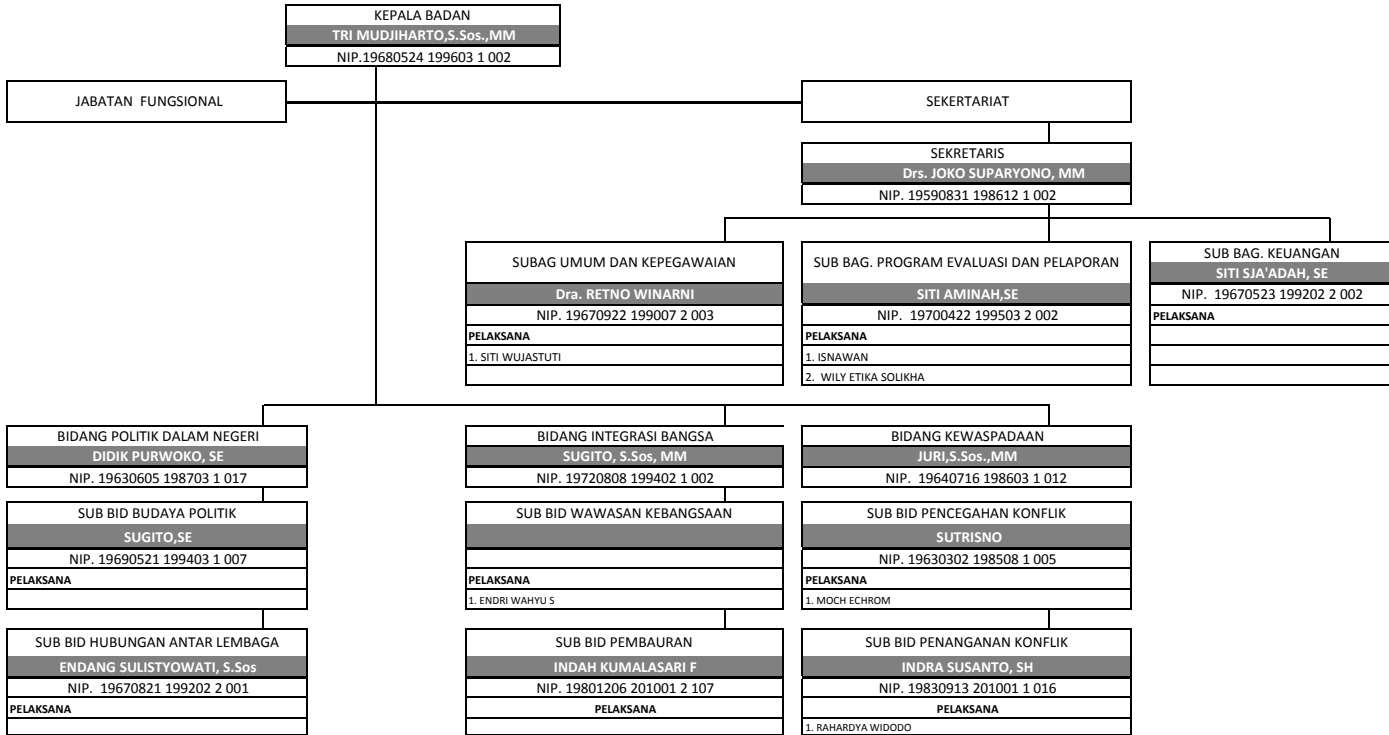 KEPALA BADAN
TRI MUDJIHARTO,S.Sos.,MM
NIP.19680524 199603 1 002
JABATAN FUNGSIONAL
SEKERTARIAT
SEKRETARIS
Drs. JOKO SUPARYONO, MM
NIP. 19590831 198612 1 002
SUBAG UMUM DAN KEPEGAWAIAN
Dra. RETNO WINARNI
NIP. 19670922 199007 2 003
PELAKSANA
1. SITI WUJASTUTI
SUB BAG. PROGRAM EVALUASI DAN PELAPORAN
SITI AMINAH,SE
NIP. 19700422 199503 2 002
PELAKSANA
1. ISNAWAN
2. WILY ETIKA SOLIKHA
SUB BAG. KEUANGAN
SITI SJA'ADAH, SE
NIP. 19670523 199202 2 002
PELAKSANA
BIDANG POLITIK DALAM NEGERI
DIDIK PURWOKO, SE
NIP. 19630605 198703 1 017
SUB BID BUDAYA POLITIK
SUGITO,SE
NIP. 19690521 199403 1 007
PELAKSANA
SUB BID HUBUNGAN ANTAR LEMBAGA
ENDANG SULISTYOWATI, S.Sos
NIP. 19670821 199202 2 001
PELAKSANA
BIDANG INTEGRASI BANGSA
SUGITO, S.Sos, MM
NIP. 19720808 199402 1 002
SUB BID WAWASAN KEBANGSAAN
PELAKSANA
1. ENDRI WAHYU S
SUB BID PEMBAURAN
INDAH KUMALASARI F
NIP. 19801206 201001 2 107
PELAKSANA
BIDANG KEWASPADAAN
JURI,S.Sos.,MM
NIP. 19640716 198603 1 012
SUB BID PENCEGAHAN KONFLIK
SUTRISNO
NIP. 19630302 198508 1 005
PELAKSANA
1. MOCH ECHROM
SUB BID PENANGANAN KONFLIK
INDRA SUSANTO, SH
NIP. 19830913 201001 1 016
PELAKSANA
1. RAHARDYA WIDODO